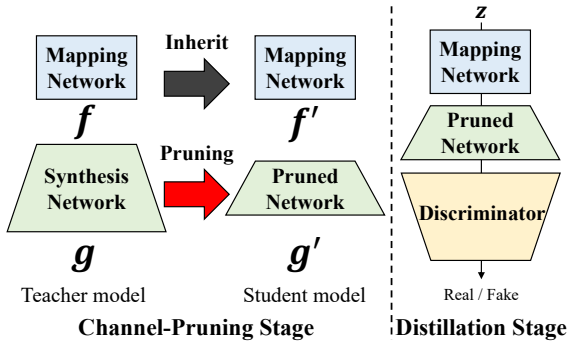 Mapping
Network
f
Inherit
Mapping
Network
f'
Synthesis
Network
g
Pruning
Pruned
Network
g'
Teacher model
Student model
Channel-Pruning Stage
z
Mapping
Network
Pruned
Network
Discriminator
Real / Fake
Distillation Stage